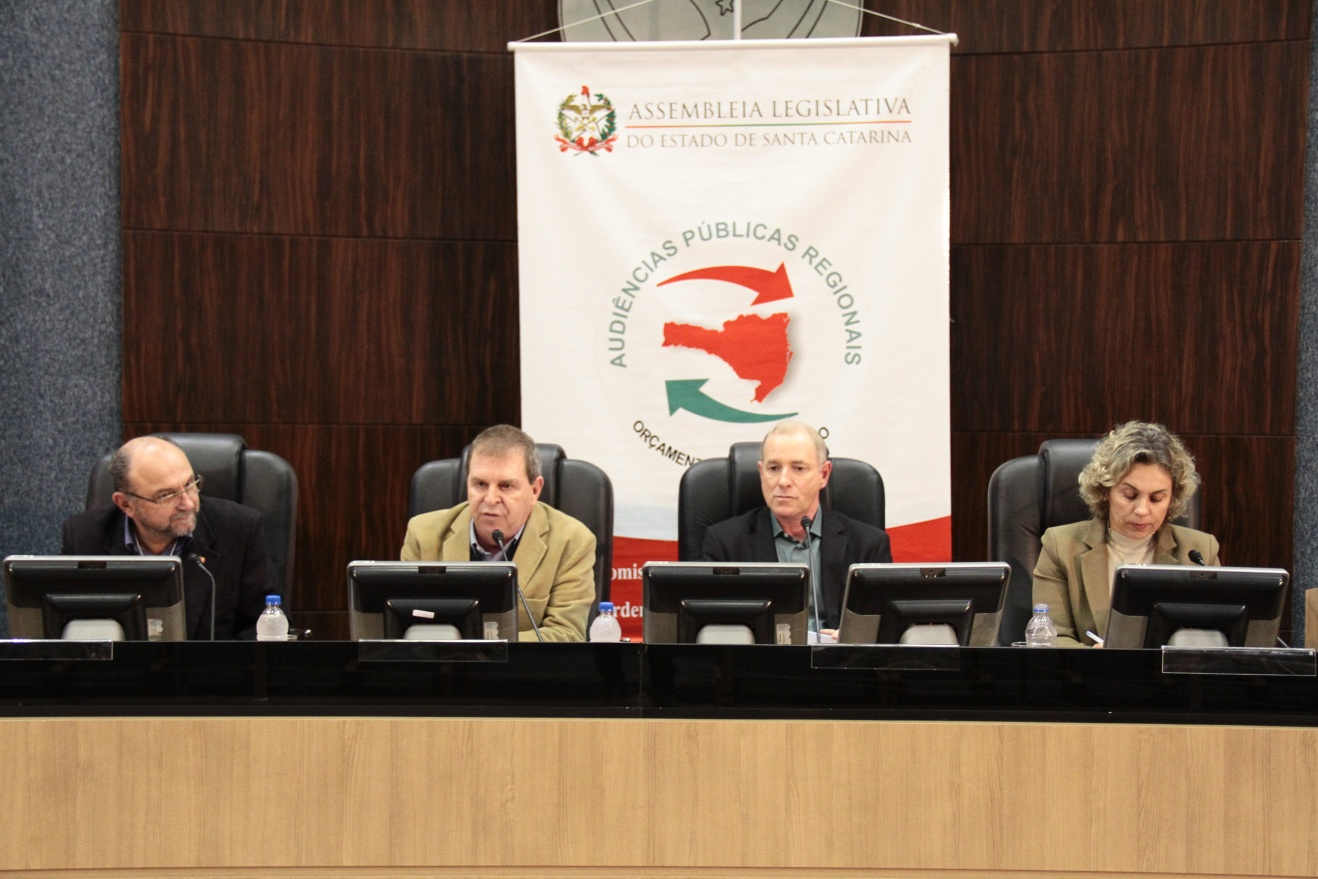 ASSEMBLEIA LEGISLATIVA
DO ESTADO DE SANTA CATARINA
AUDIÊNCIAS PÚBLICAS REGIONAIS